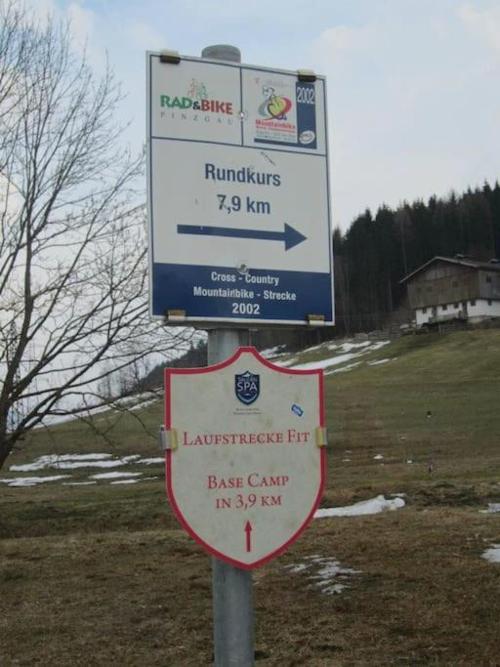 RAD&BIKE
PINZGAU
Mountainbike
2002
Rundkurs
7,9 km
Cross - Country
Mountainbike - Strecke
2002
SPA
LAUFSTRECKE FIT
BASE CAMP
IN 3,9 KM